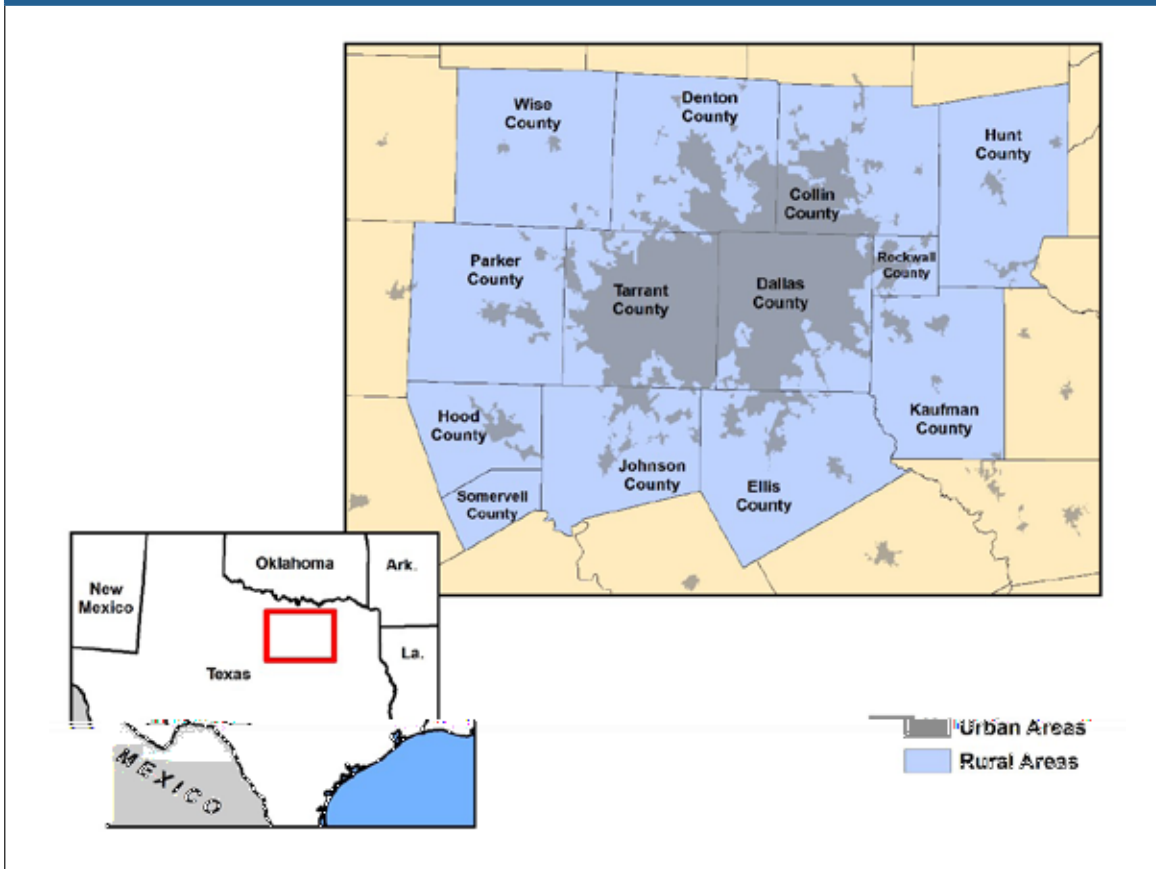 Wise
County
Denton
County
Hunt
County
Collin
County
Parker
County
Rockwall
County
Tarrant
County
Dallas
County
Hood
County
Kaufman
County
Johnson
County
Somervell
County
Ellis
County
Oklahoma
Ark.
New
Mexico
La.
Texas
MEXICO
Urban Areas
Rural Areas